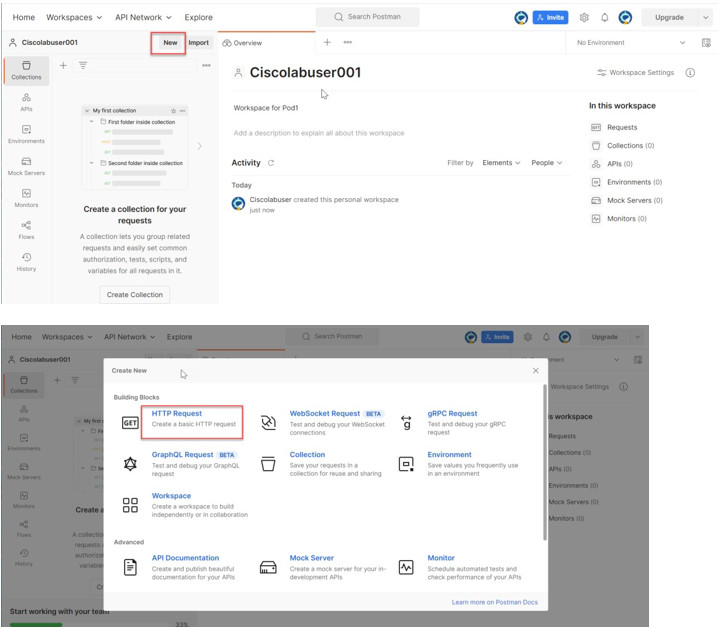 Home Workspaces API Network Explore Search Postman Invite Upgrade
Ciscolabuser001 New Import Overview No Environment
Collections
APIs
Environments
Mock Servers
Monitors
Flows
History
My first collection
First folder inside collection
Second folder inside collection
Create a collection for your
requests
A collection lets you group related
requests and easily set common
authorization, tests, scripts, and
variables for all requests in it.
Create Collection
Ciscolabuser001
Workspace Settings
Workspace for Pod1
Add a description to explain all about this workspace
Activity
Filter by Elements People
Today
Ciscolabuser created this personal workspace
just now
In this workspace
GET Requests
Collections (0)
APIs (0)
Environments (0)
Mock Servers (0)
Monitors (0)
Home Workspaces API Network Explore Search Postman Invite Upgrade
Ciscolabuser001
Collections
APIs
Environments
Mock Servers
Monitors
Flows
History
Create New
Building Blocks
GET HTTP Request
Create a basic HTTP request
WebSocket Request BETA
Test and debug your WebSocket
connections
gRPC Request
Test and debug your gRPC
request
GraphQL Request BETA
Test and debug your GraphQL
request
Collection
Save your requests in a
collection for reuse and sharing
Environment
Save values you frequently use
in an environment
Workspace
Create a workspace to build
independently or in collaboration
Advanced
API Documentation
Create and publish beautiful
documentation for your APIs
Mock Server
Create a mock server for your in-
development APIs
Monitor
Schedule automated tests and
check performance of your APIs
Learn more on Postman Docs
Workspace Settings
s workspace
Requests
Collections (0)
APIs (0)
Environments (0)
Mock Servers (0)
Monitors (0)
Start working with your team
33%